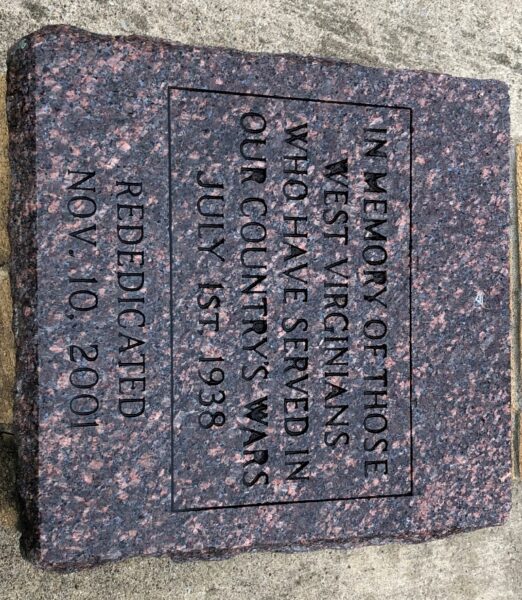 IN MEMORY OF THOSE
WEST VIRGINIANS
WHO HAVE SERVED IN
OUR COUNTRY'S WARS
JULY 1ST. 1938
REDEDICATED
NOV. 10, 2001